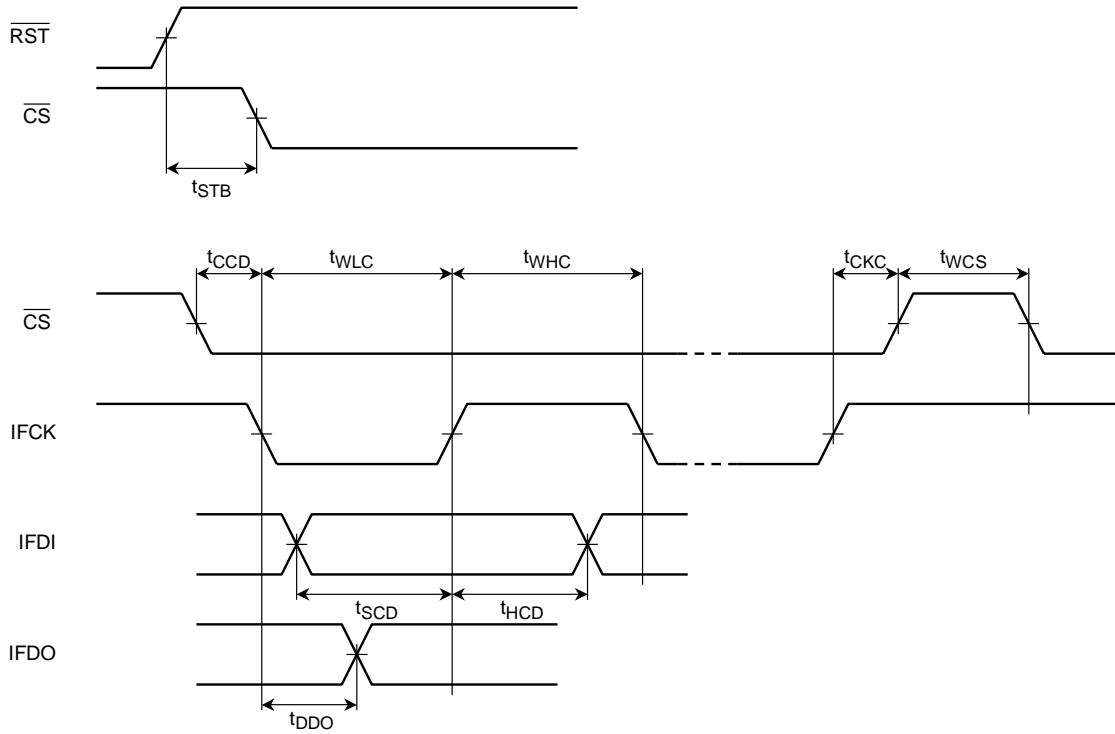 RST
CS
tSTB
tCCD tWLC tWHC tCKC tWCS
CS
IFCK
IFDI
tSCD tHCD
IFDO
tDDO